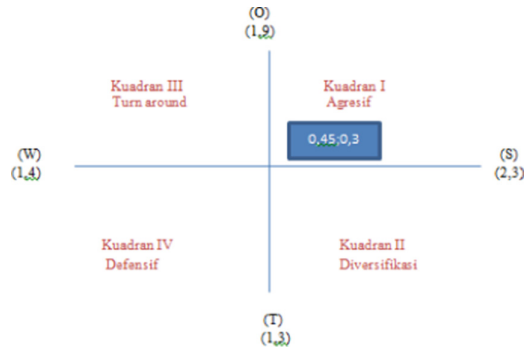 (O)
(1,9)
Kuadran III
Turn around
Kuadran I
Agresif
0,45;0,3
(W)
(1,4)
(S)
(2,3)
Kuadran IV
Defensif
Kuadran II
Diversifikasi
(T)
(1,3)